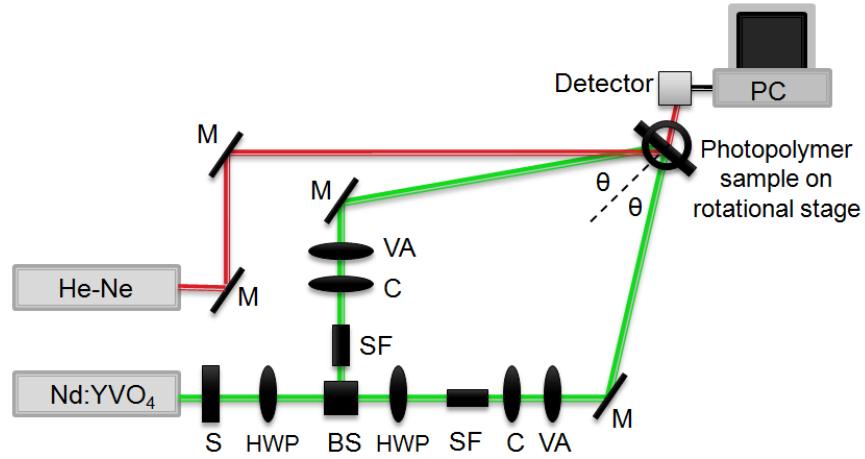 Detector
PC
M
Photopolymer
sample on
rotational stage
θ
θ
M
VA
C
He-Ne
M
SF
Nd:YVO₄
S
HWP
BS
HWP
SF
C
VA
M